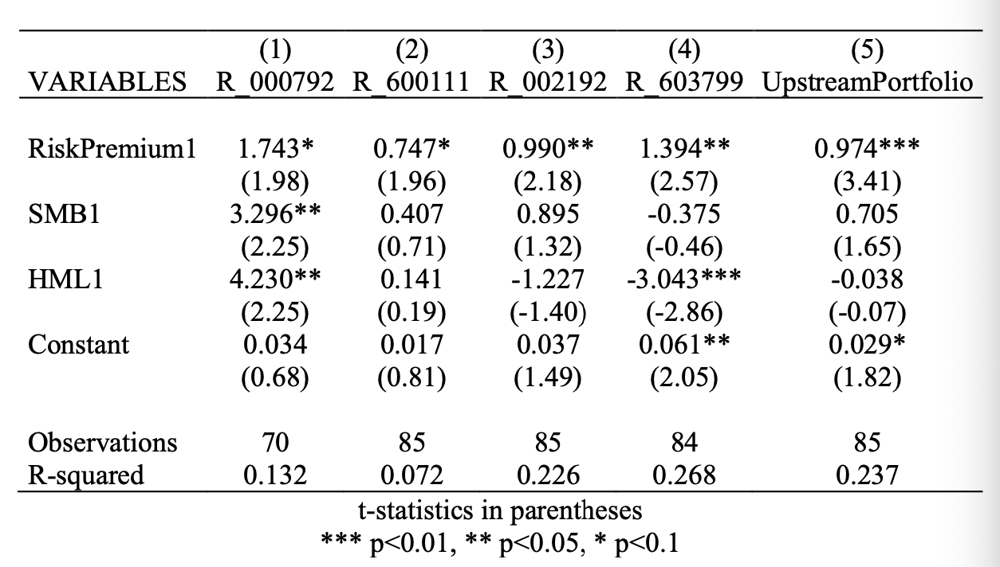 (1) (2) (3) (4) (5)
VARIABLES R_000792 R_600111 R_002192 R_603799 UpstreamPortfolio
RiskPremium1 1.743* 0.747* 0.990** 1.394** 0.974***
(1.98) (1.96) (2.18) (2.57) (3.41)
SMB1 3.296** 0.407 0.895 -0.375 0.705
(2.25) (0.71) (1.32) (-0.46) (1.65)
HML1 4.230** 0.141 -1.227 -3.043*** -0.038
(2.25) (0.19) (-1.40) (-2.86) (-0.07)
Constant 0.034 0.017 0.037 0.061** 0.029*
(0.68) (0.81) (1.49) (2.05) (1.82)
Observations 70 85 85 84 85
R-squared 0.132 0.072 0.226 0.268 0.237
t-statistics in parentheses
*** p<0.01, ** p<0.05, * p<0.1